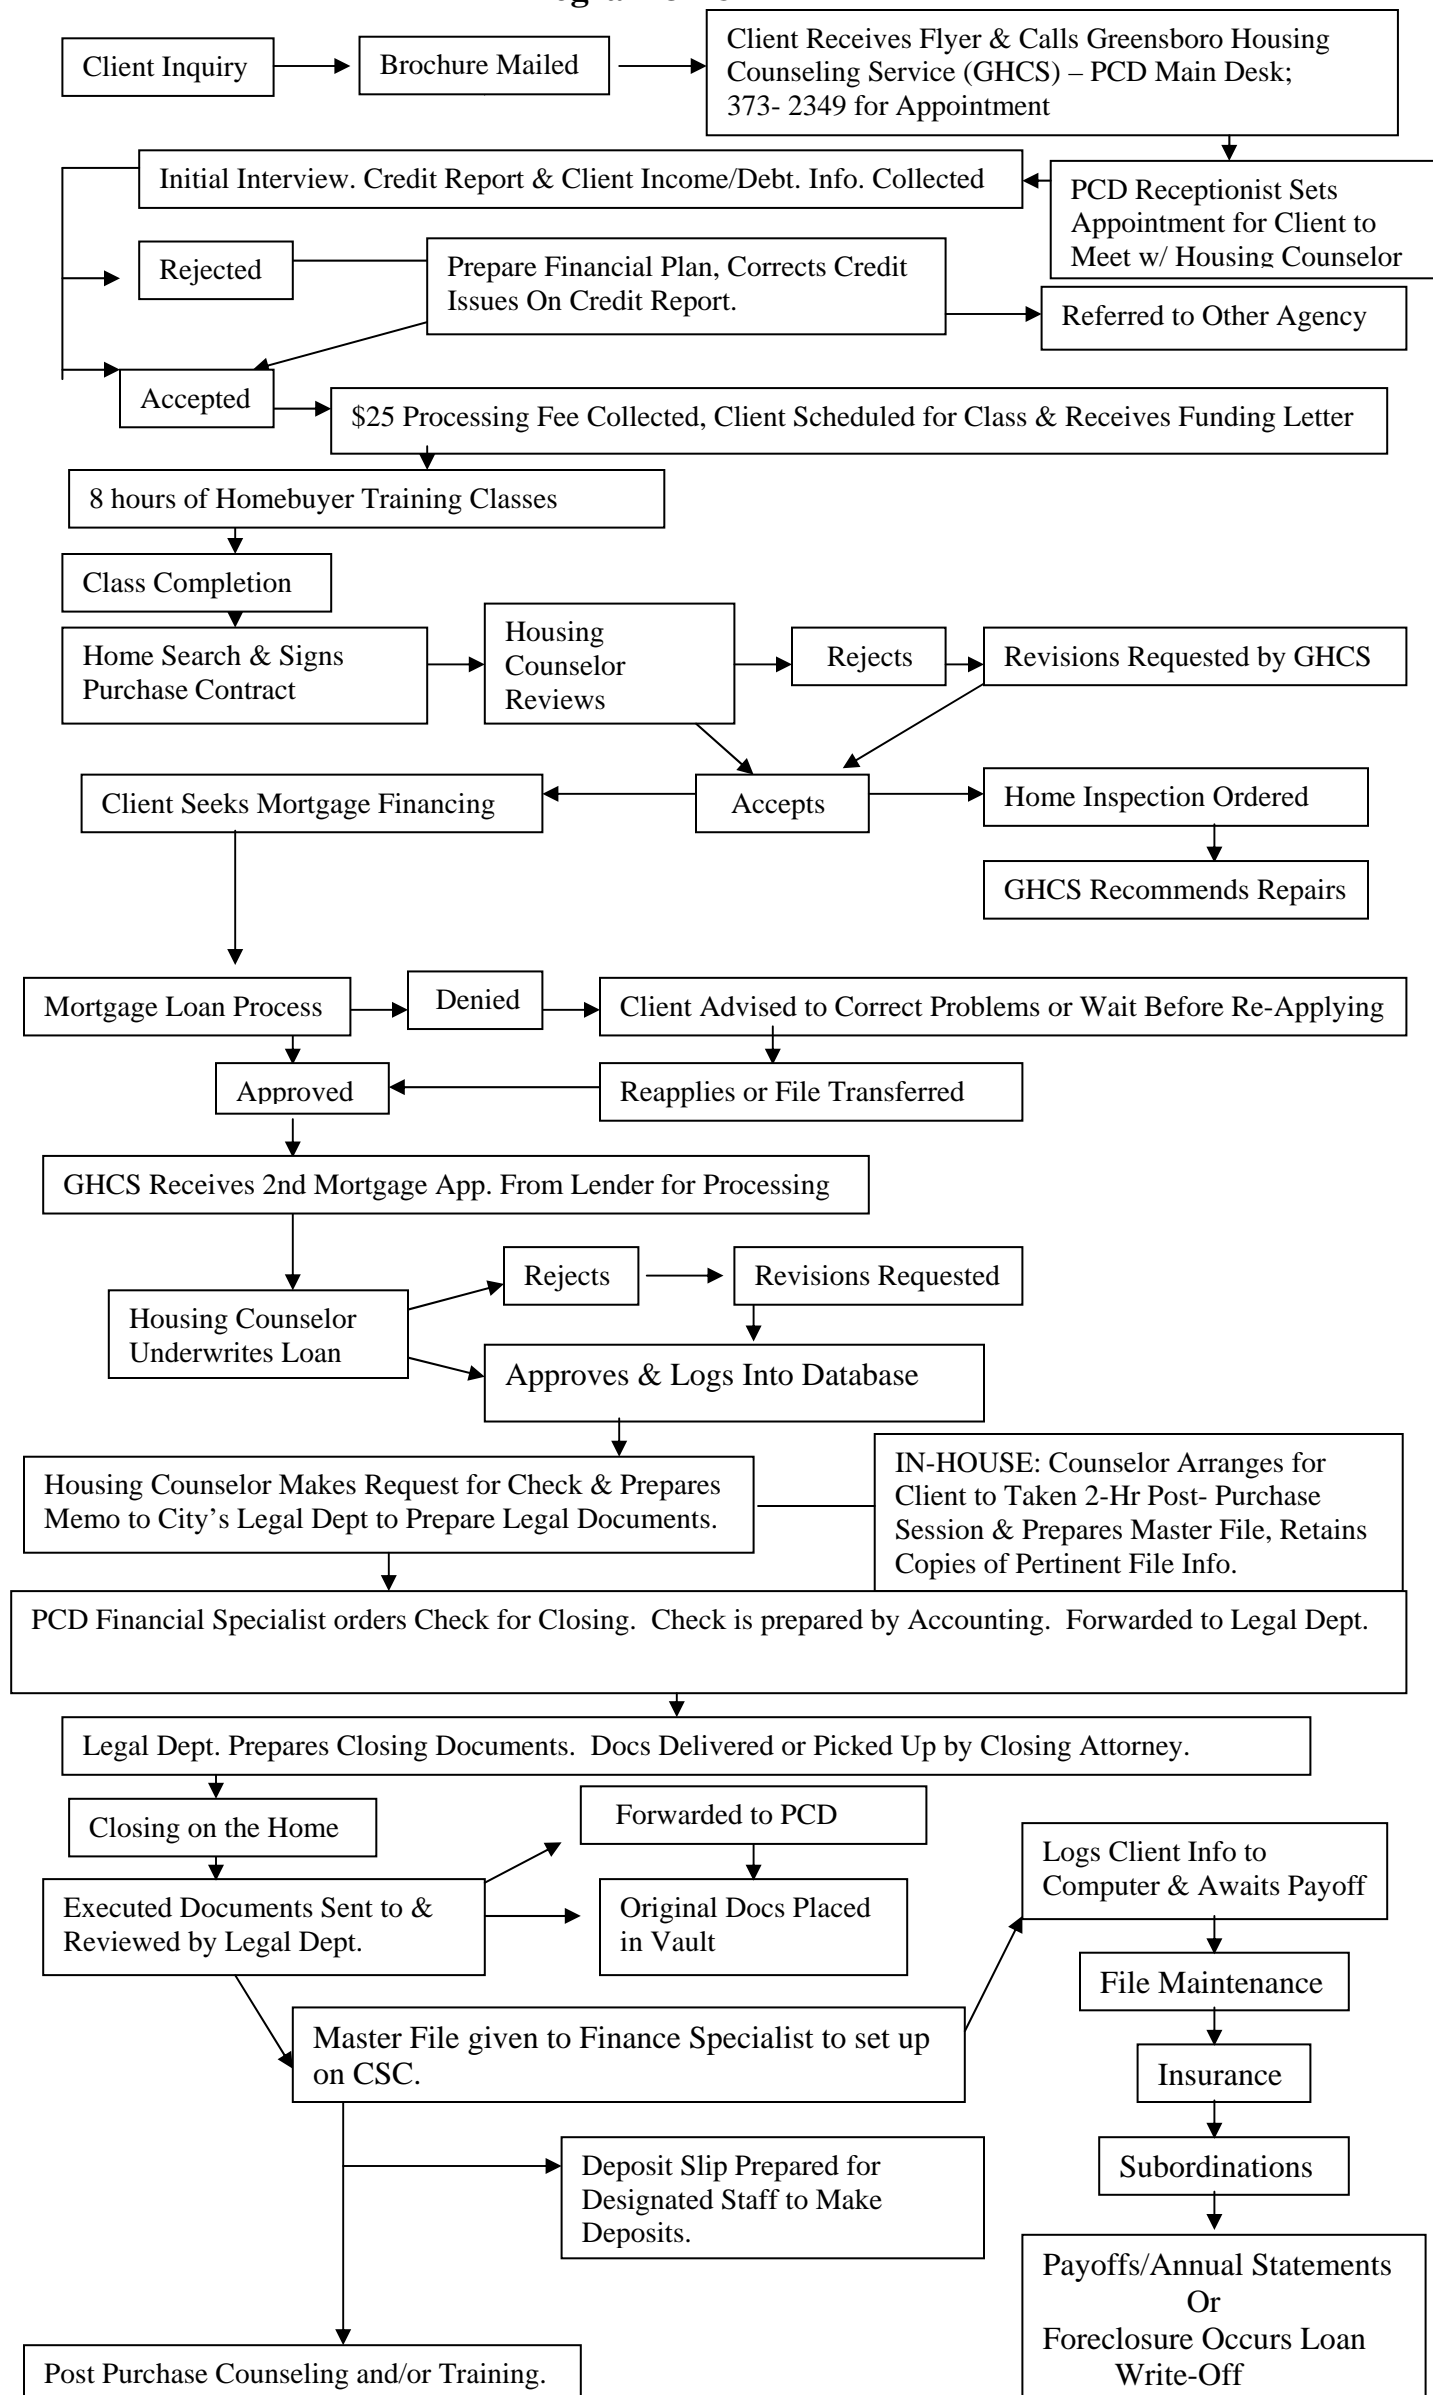 Client Inquiry
Brochure Mailed
Client Receives Flyer & Calls Greensboro Housing
Counseling Service (GHCS) – PCD Main Desk;
373- 2349 for Appointment
Initial Interview. Credit Report & Client Income/Debt. Info. Collected
PCD Receptionist Sets
Appointment for Client to
Meet w/ Housing Counselor
Rejected
Prepare Financial Plan, Corrects Credit
Issues On Credit Report.
Referred to Other Agency
Accepted
$25 Processing Fee Collected, Client Scheduled for Class & Receives Funding Letter
8 hours of Homebuyer Training Classes
Class Completion
Home Search & Signs
Purchase Contract
Housing
Counselor
Reviews
Rejects
Revisions Requested by GHCS
Client Seeks Mortgage Financing
Accepts
Home Inspection Ordered
GHCS Recommends Repairs
Mortgage Loan Process
Denied
Client Advised to Correct Problems or Wait Before Re-Applying
Approved
Reapplies or File Transferred
GHCS Receives 2nd Mortgage App. From Lender for Processing
Rejects
Revisions Requested
Housing Counselor
Underwrites Loan
Approves & Logs Into Database
Housing Counselor Makes Request for Check & Prepares
Memo to City’s Legal Dept to Prepare Legal Documents.
IN-HOUSE: Counselor Arranges for
Client to Taken 2-Hr Post- Purchase
Session & Prepares Master File, Retains
Copies of Pertinent File Info.
PCD Financial Specialist orders Check for Closing. Check is prepared by Accounting. Forwarded to Legal Dept.
Legal Dept. Prepares Closing Documents. Docs Delivered or Picked Up by Closing Attorney.
Closing on the Home
Forwarded to PCD
Logs Client Info to
Computer & Awaits Payoff
Executed Documents Sent to &
Reviewed by Legal Dept.
Original Docs Placed
in Vault
File Maintenance
Master File given to Finance Specialist to set up
on CSC.
Insurance
Subordinations
Deposit Slip Prepared for
Designated Staff to Make
Deposits.
Payoffs/Annual Statements
Or
Foreclosure Occurs Loan
Write-Off
Post Purchase Counseling and/or Training.